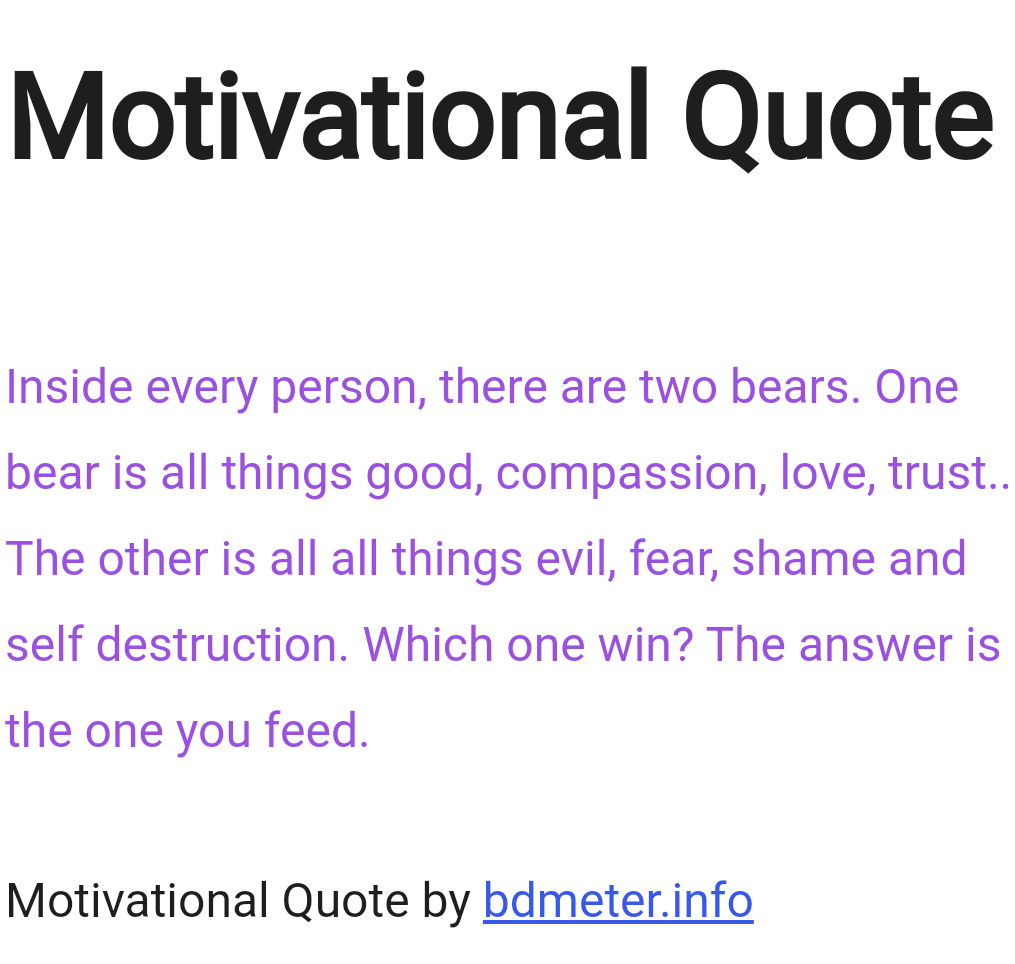 Motivational Quote
Inside every person, there are two bears. One
bear is all things good, compassion, love, trust..
The other is all all things evil, fear, shame and
self destruction. Which one win? The answer is
the one you feed.
Motivational Quote by bdmeter.info